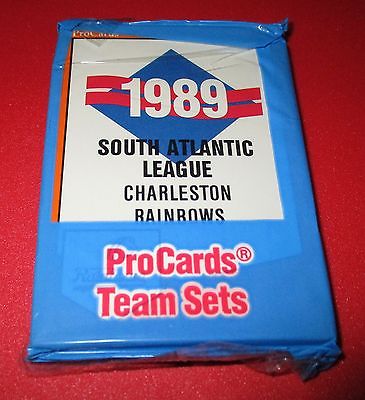 ProCards
1989
SOUTH ATLANTIC
LEAGUE
CHARLESTON
RAINBOWS
ProCards®
Team Sets